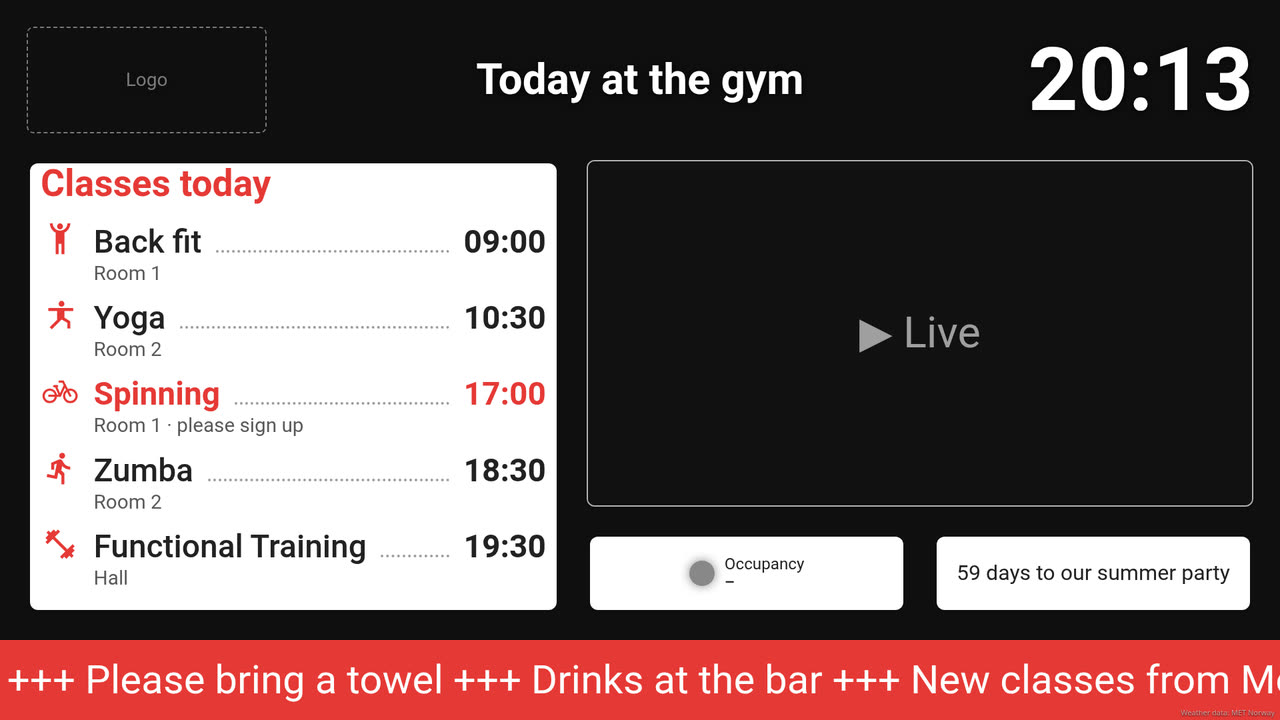 Logo
Today at the gym
20:13
Classes today
Back fit 09:00
Room 1
Yoga 10:30
Room 2
Spinning 17:00
Room 1 · please sign up
Zumba 18:30
Room 2
Functional Training 19:30
Hall
▶ Live
Occupancy
–
59 days to our summer party
+++ Please bring a towel +++ Drinks at the bar +++ New classes from
Weather data: MET Norway